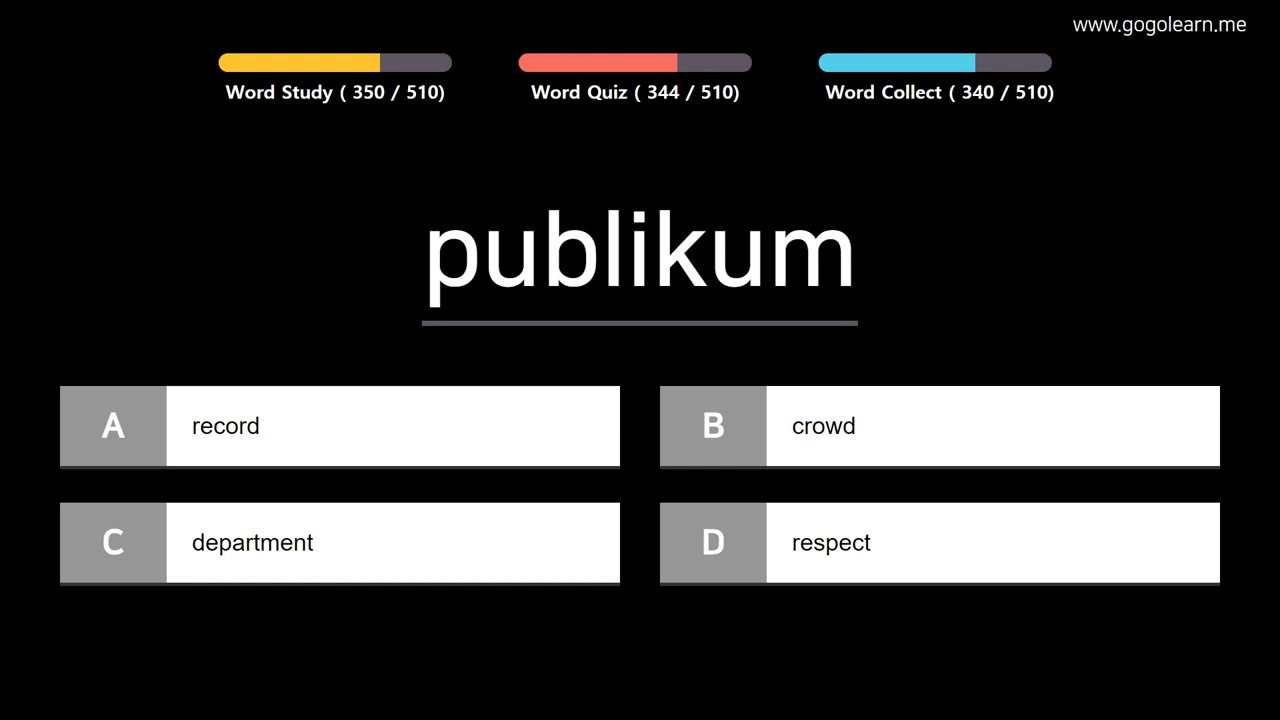 www.gogolearn.me
Word Study ( 350 / 510)
Word Quiz ( 344 / 510)
Word Collect ( 340 / 510)
publikum
A record
B crowd
C department
D respect